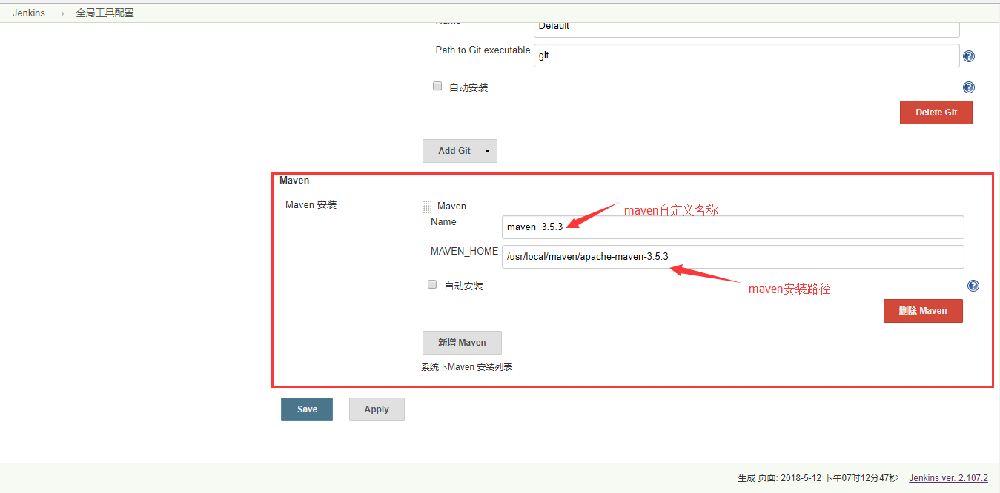 Jenkins 全局工具配置
Name
Default
Path to Git executable
git
自动安装
Delete Git
Add Git
Maven
Maven 安装
Maven
Name
maven_3.5.3
maven自定义名称
MAVEN_HOME
/usr/local/maven/apache-maven-3.5.3
maven安装路径
自动安装
删除 Maven
新增 Maven
系统下Maven 安装列表
Save
Apply
生成 页面: 2018-5-12 下午07时12分47秒 Jenkins ver. 2.107.2